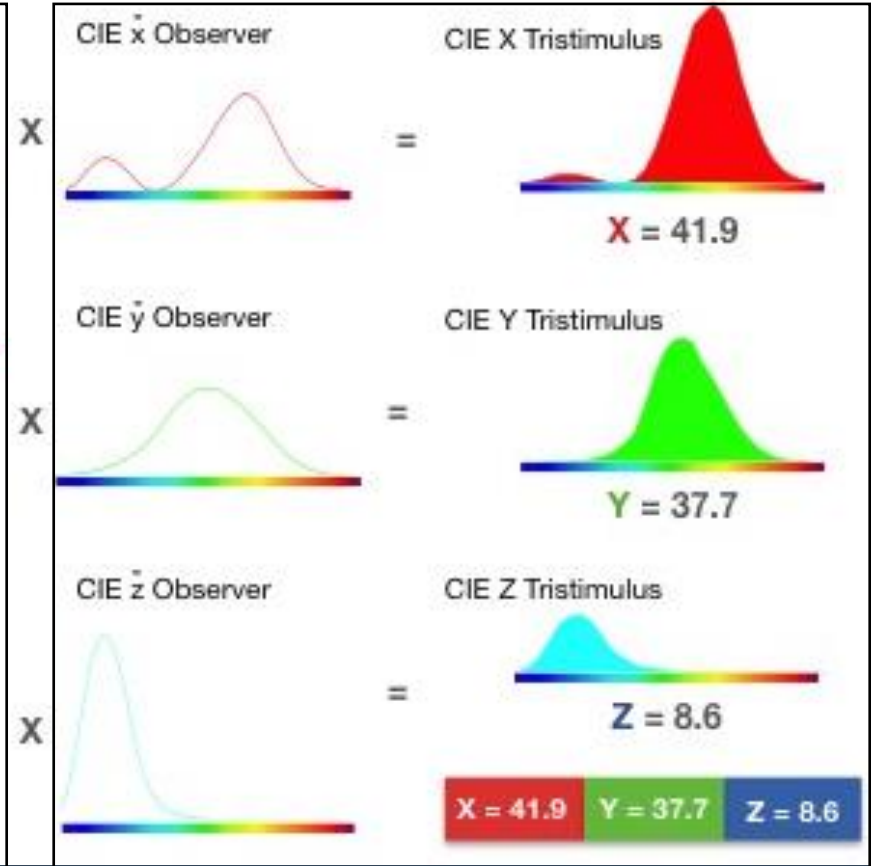 CIE x̄ Observer
CIE X Tristimulus
X
=
X = 41.9
CIE ȳ Observer
CIE Y Tristimulus
X
=
Y = 37.7
CIE z̄ Observer
CIE Z Tristimulus
X
=
Z = 8.6
X = 41.9 Y = 37.7 Z = 8.6